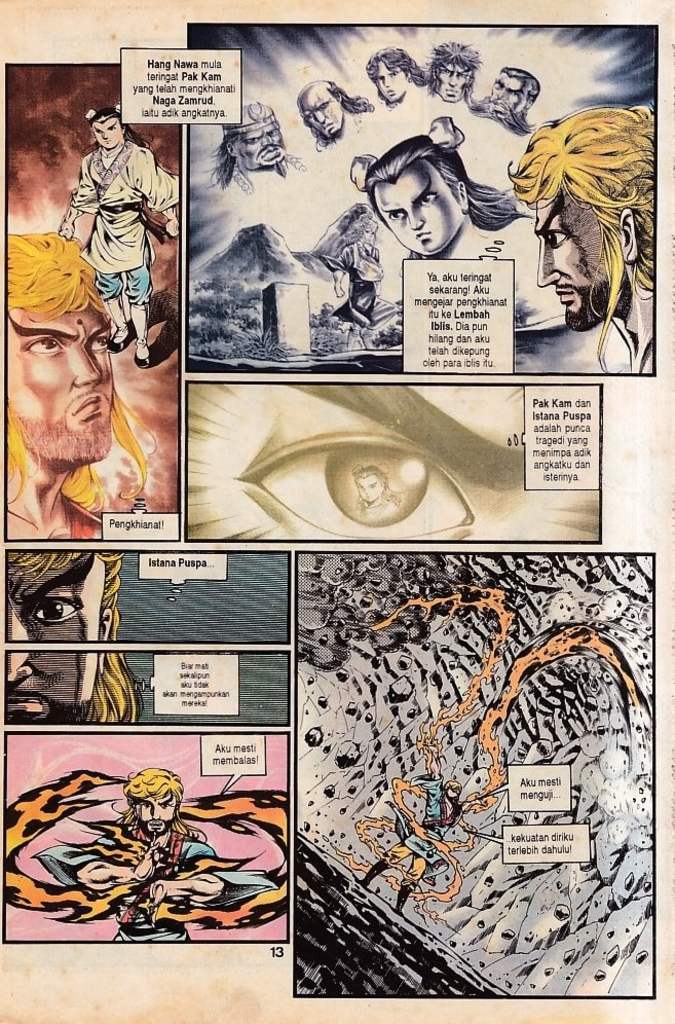 Hang Nawa mula
teringat Pak Kam
yang telah mengkhianati
Naga Zamrud,
iaitu adik angkatnya.
Ya, aku teringat
sekarang! Aku
mengejar pengkhianat
itu ke Lembah
Iblis. Dia pun
hilang dan aku
telah dikepung
oleh para iblis itu.
Pengkhianat!
Pak Kam dan
Istana Puspa
adalah punca
tragedi yang
menimpa adik
angkatku dan
isterinya.
Istana Puspa...
Biar mati
sekalipun
aku tidak
akan mengampunkan
mereka!
Aku mesti
membalas!
Aku mesti
menguji...
kekuatan diriku
terlebih dahulu!
13